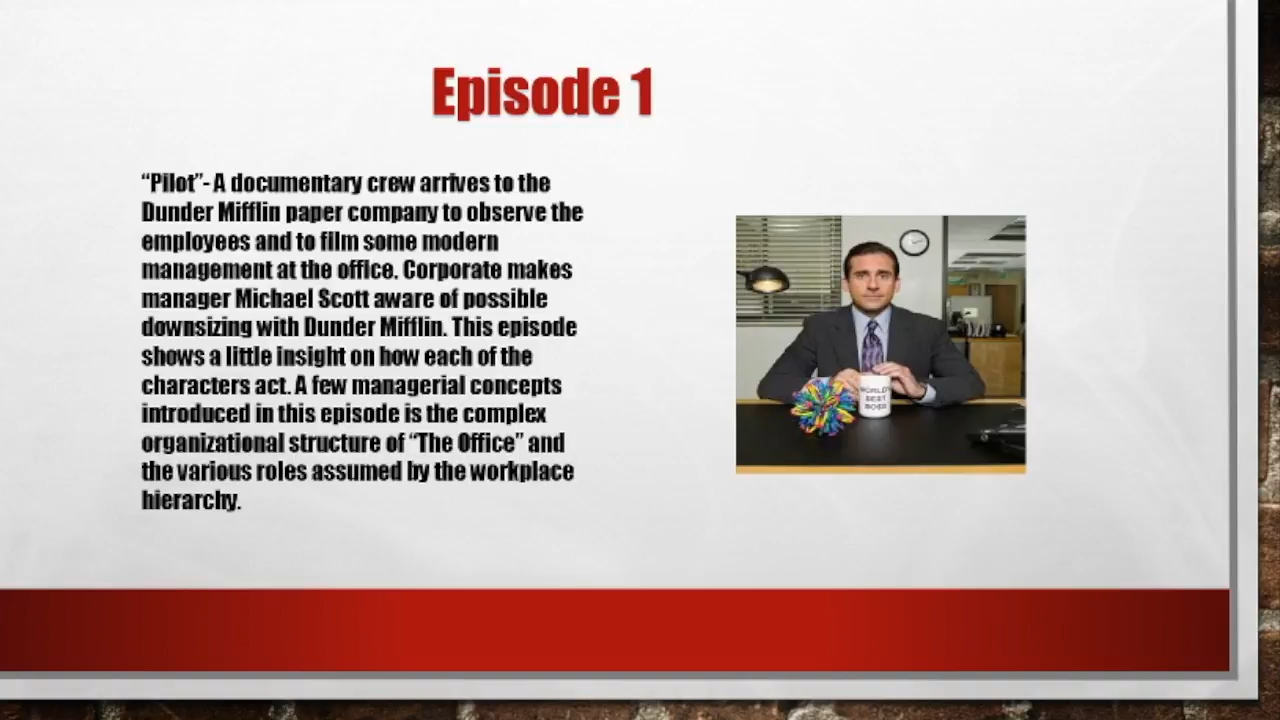 Episode 1
“Pilot”- A documentary crew arrives to the
Dunder Mifflin paper company to observe the
employees and to film some modern
management at the office. Corporate makes
manager Michael Scott aware of possible
downsizing with Dunder Mifflin. This episode
shows a little insight on how each of the
characters act. A few managerial concepts
introduced in this episode is the complex
organizational structure of “The Office” and
the various roles assumed by the workplace
hierarchy.
WORLD'S
BEST
BOSS